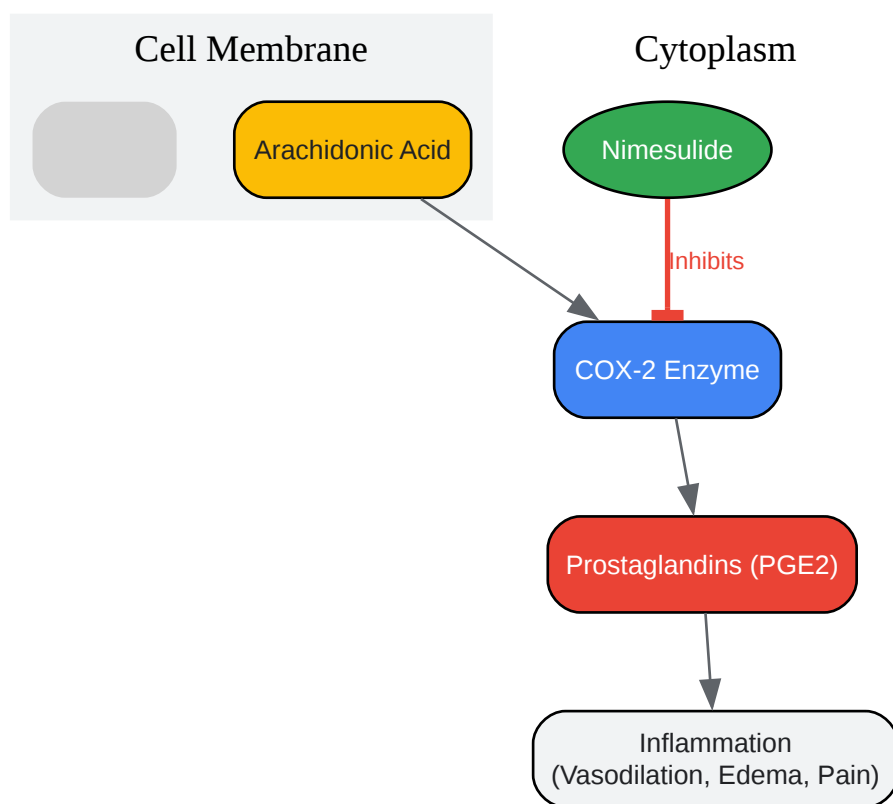 Cell Membrane
Cytoplasm
Arachidonic Acid
Nimesulide
Inhibits
COX-2 Enzyme
Prostaglandins (PGE2)
Inflammation
(Vasodilation, Edema, Pain)